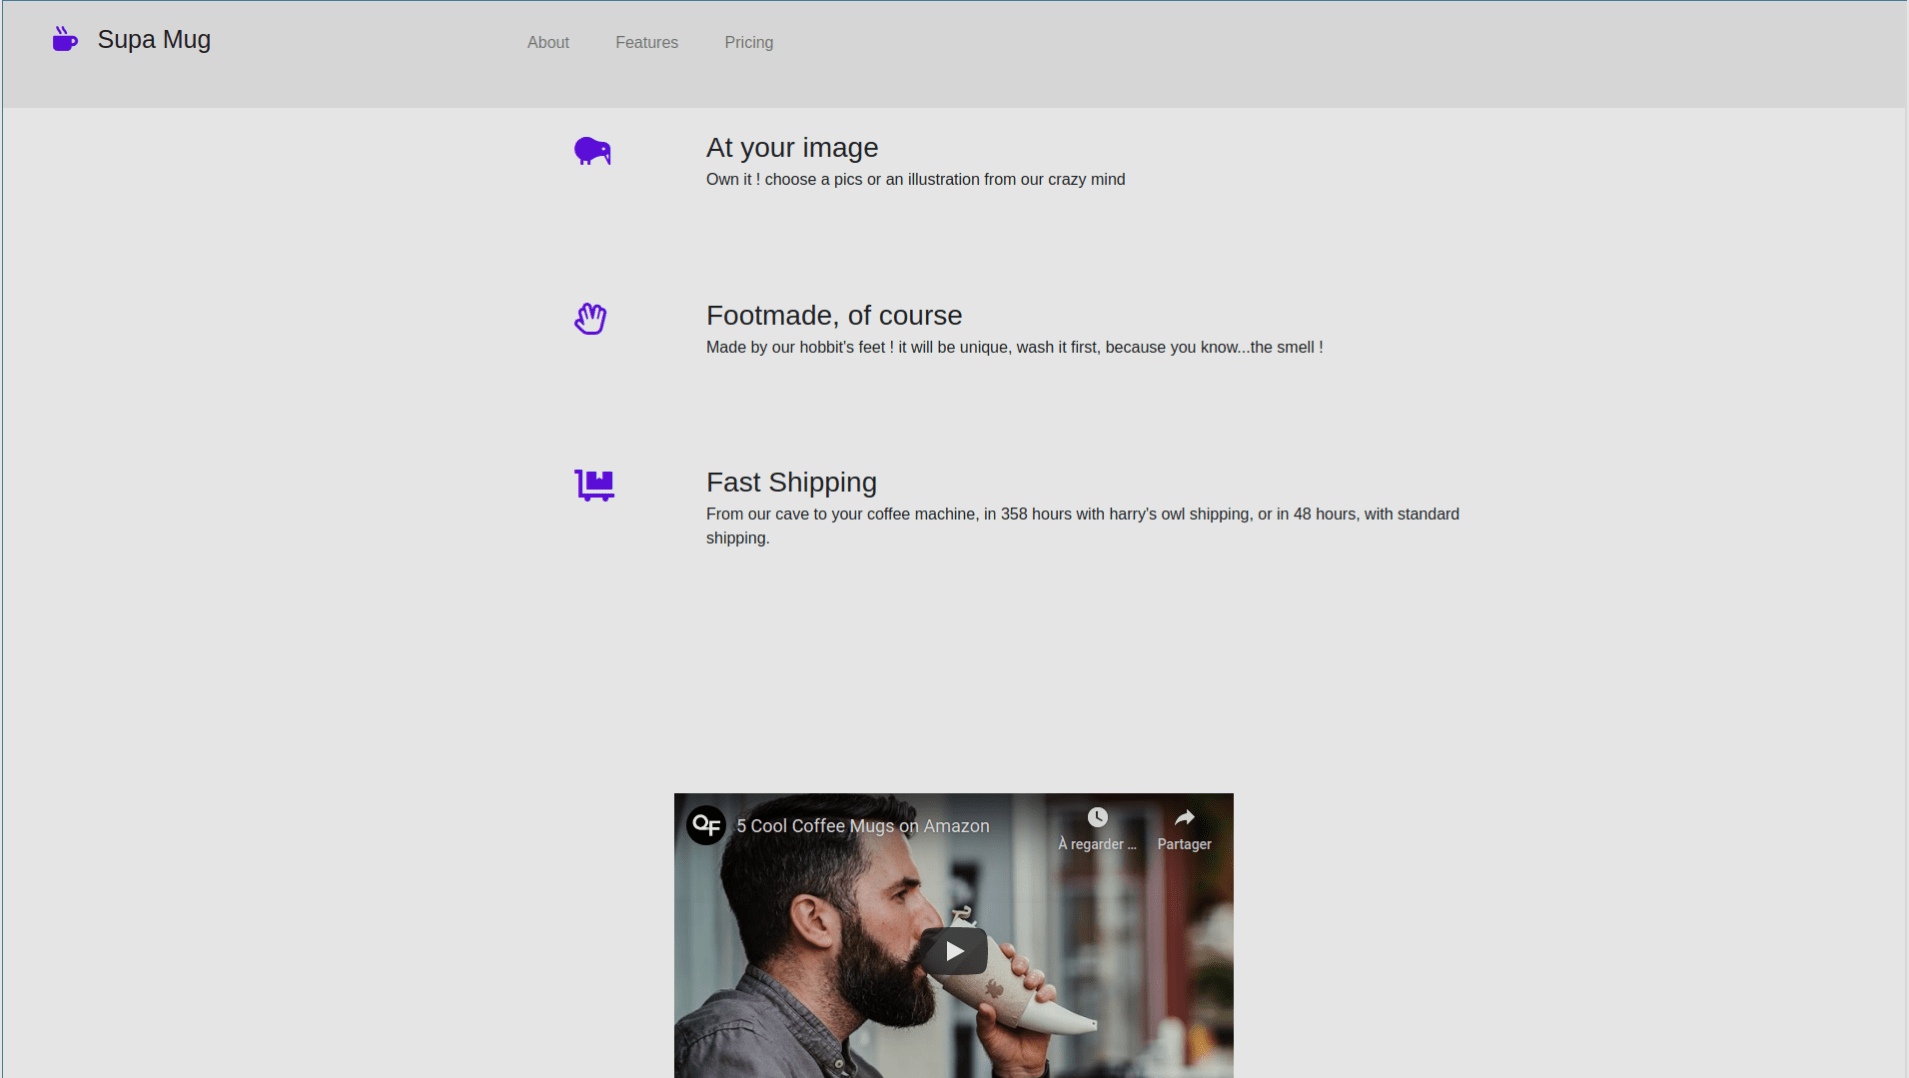 Supa Mug
About
Features
Pricing
At your image
Own it ! choose a pics or an illustration from our crazy mind
Footmade, of course
Made by our hobbit's feet ! it will be unique, wash it first, because you know...the smell !
Fast Shipping
From our cave to your coffee machine, in 358 hours with harry's owl shipping, or in 48 hours, with standard
shipping.
5 Cool Coffee Mugs on Amazon
À regarder ...
Partager